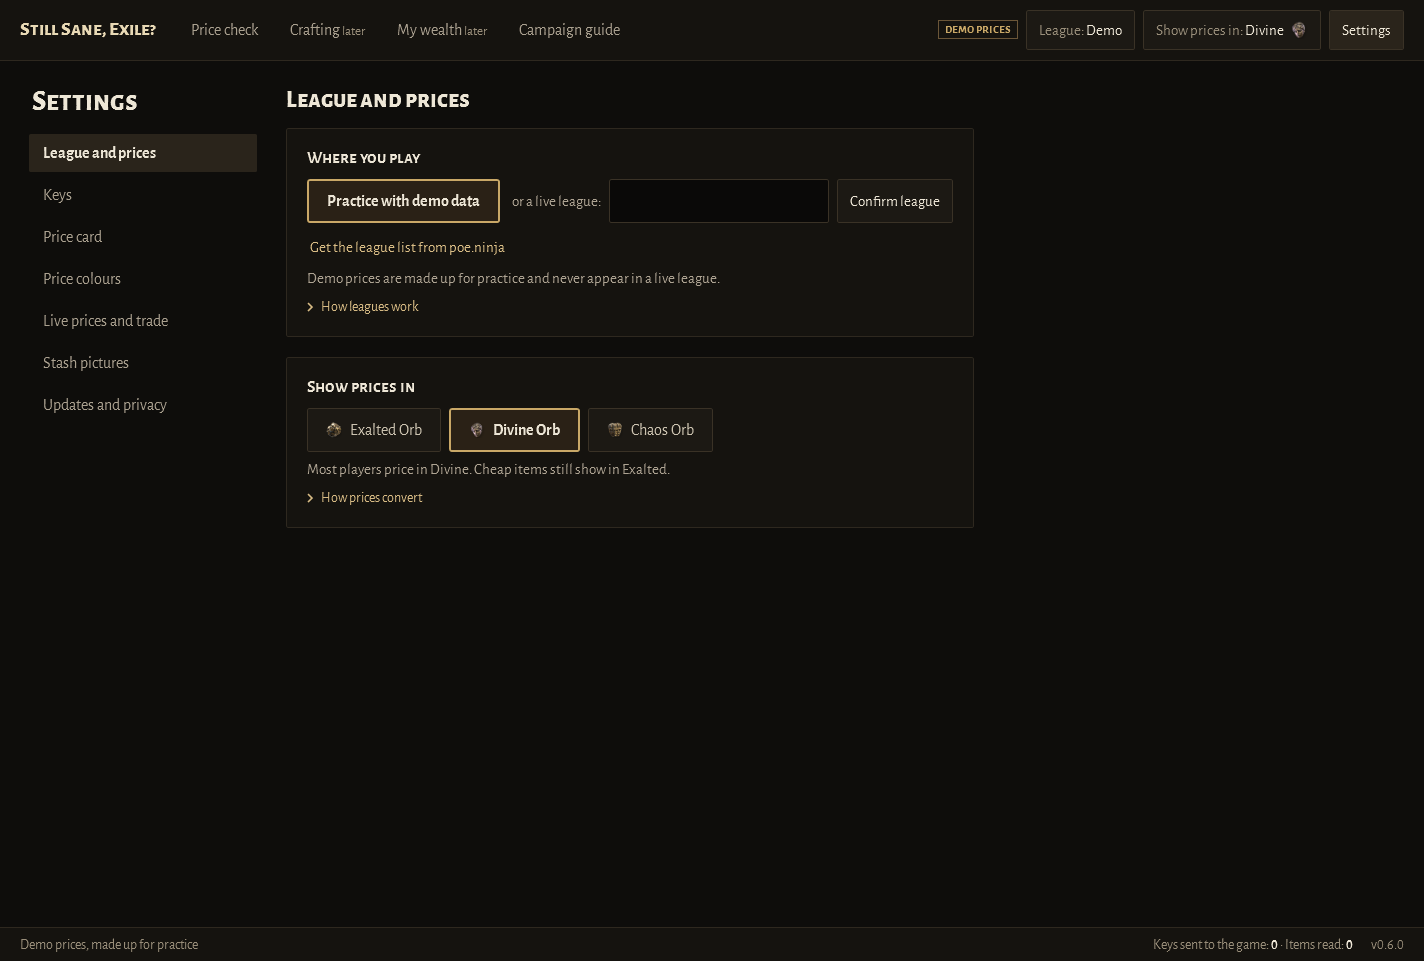 Still Sane, Exile?
Price check
Crafting later
My wealth later
Campaign guide
DEMO PRICES
League: Demo
Show prices in: Divine
Settings
Settings
League and prices
Keys
Price card
Price colours
Live prices and trade
Stash pictures
Updates and privacy
League and prices
Where you play
Practice with demo data
or a live league:
Confirm league
Get the league list from poe.ninja
Demo prices are made up for practice and never appear in a live league.
How leagues work
Show prices in
Exalted Orb
Divine Orb
Chaos Orb
Most players price in Divine. Cheap items still show in Exalted.
How prices convert
Demo prices, made up for practice
Keys sent to the game: 0 · Items read: 0
v0.6.0